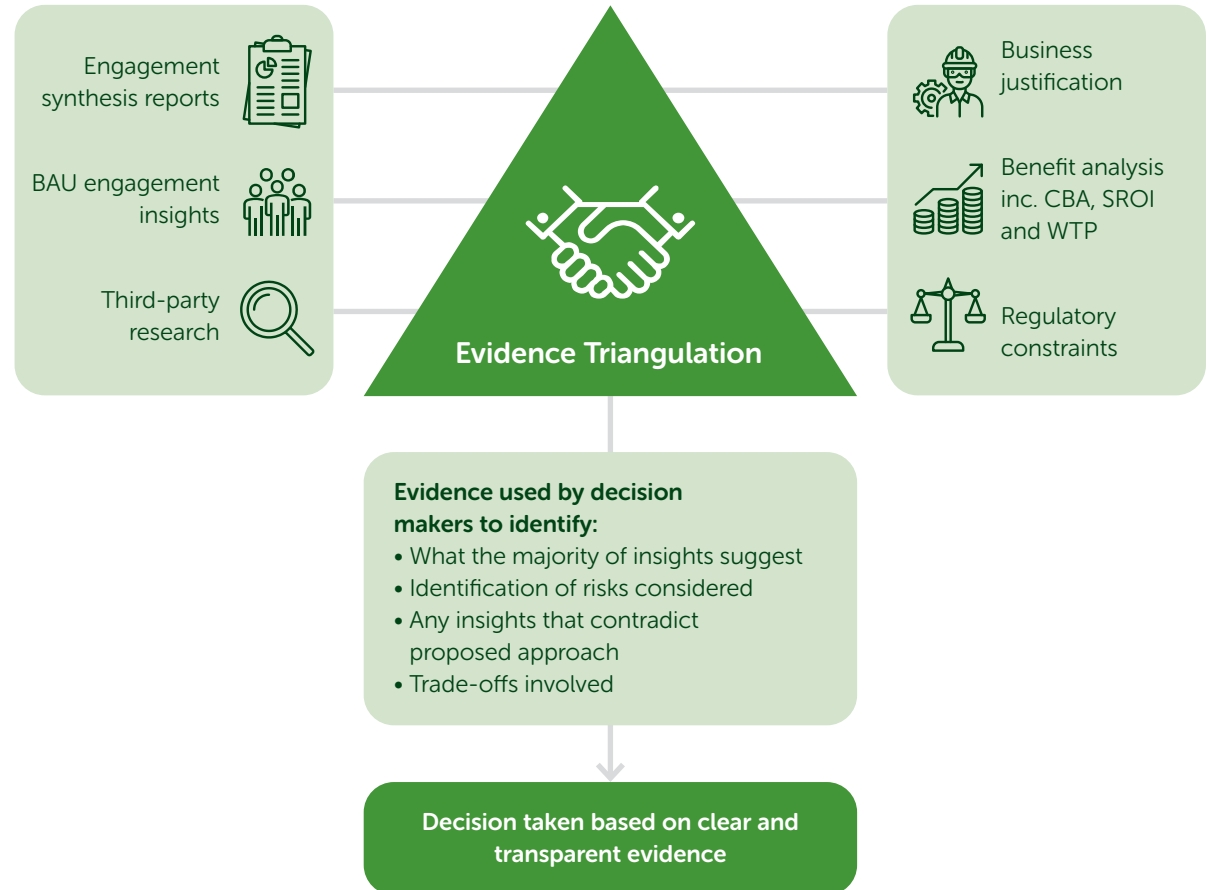 Engagement
synthesis reports
BAU engagement
insights
Third-party
research
Evidence Triangulation
Business
justification
Benefit analysis
inc. CBA, SROI
and WTP
Regulatory
constraints
Evidence used by decision
makers to identify:
• What the majority of insights suggest
• Identification of risks considered
• Any insights that contradict
proposed approach
• Trade-offs involved
Decision taken based on clear and
transparent evidence